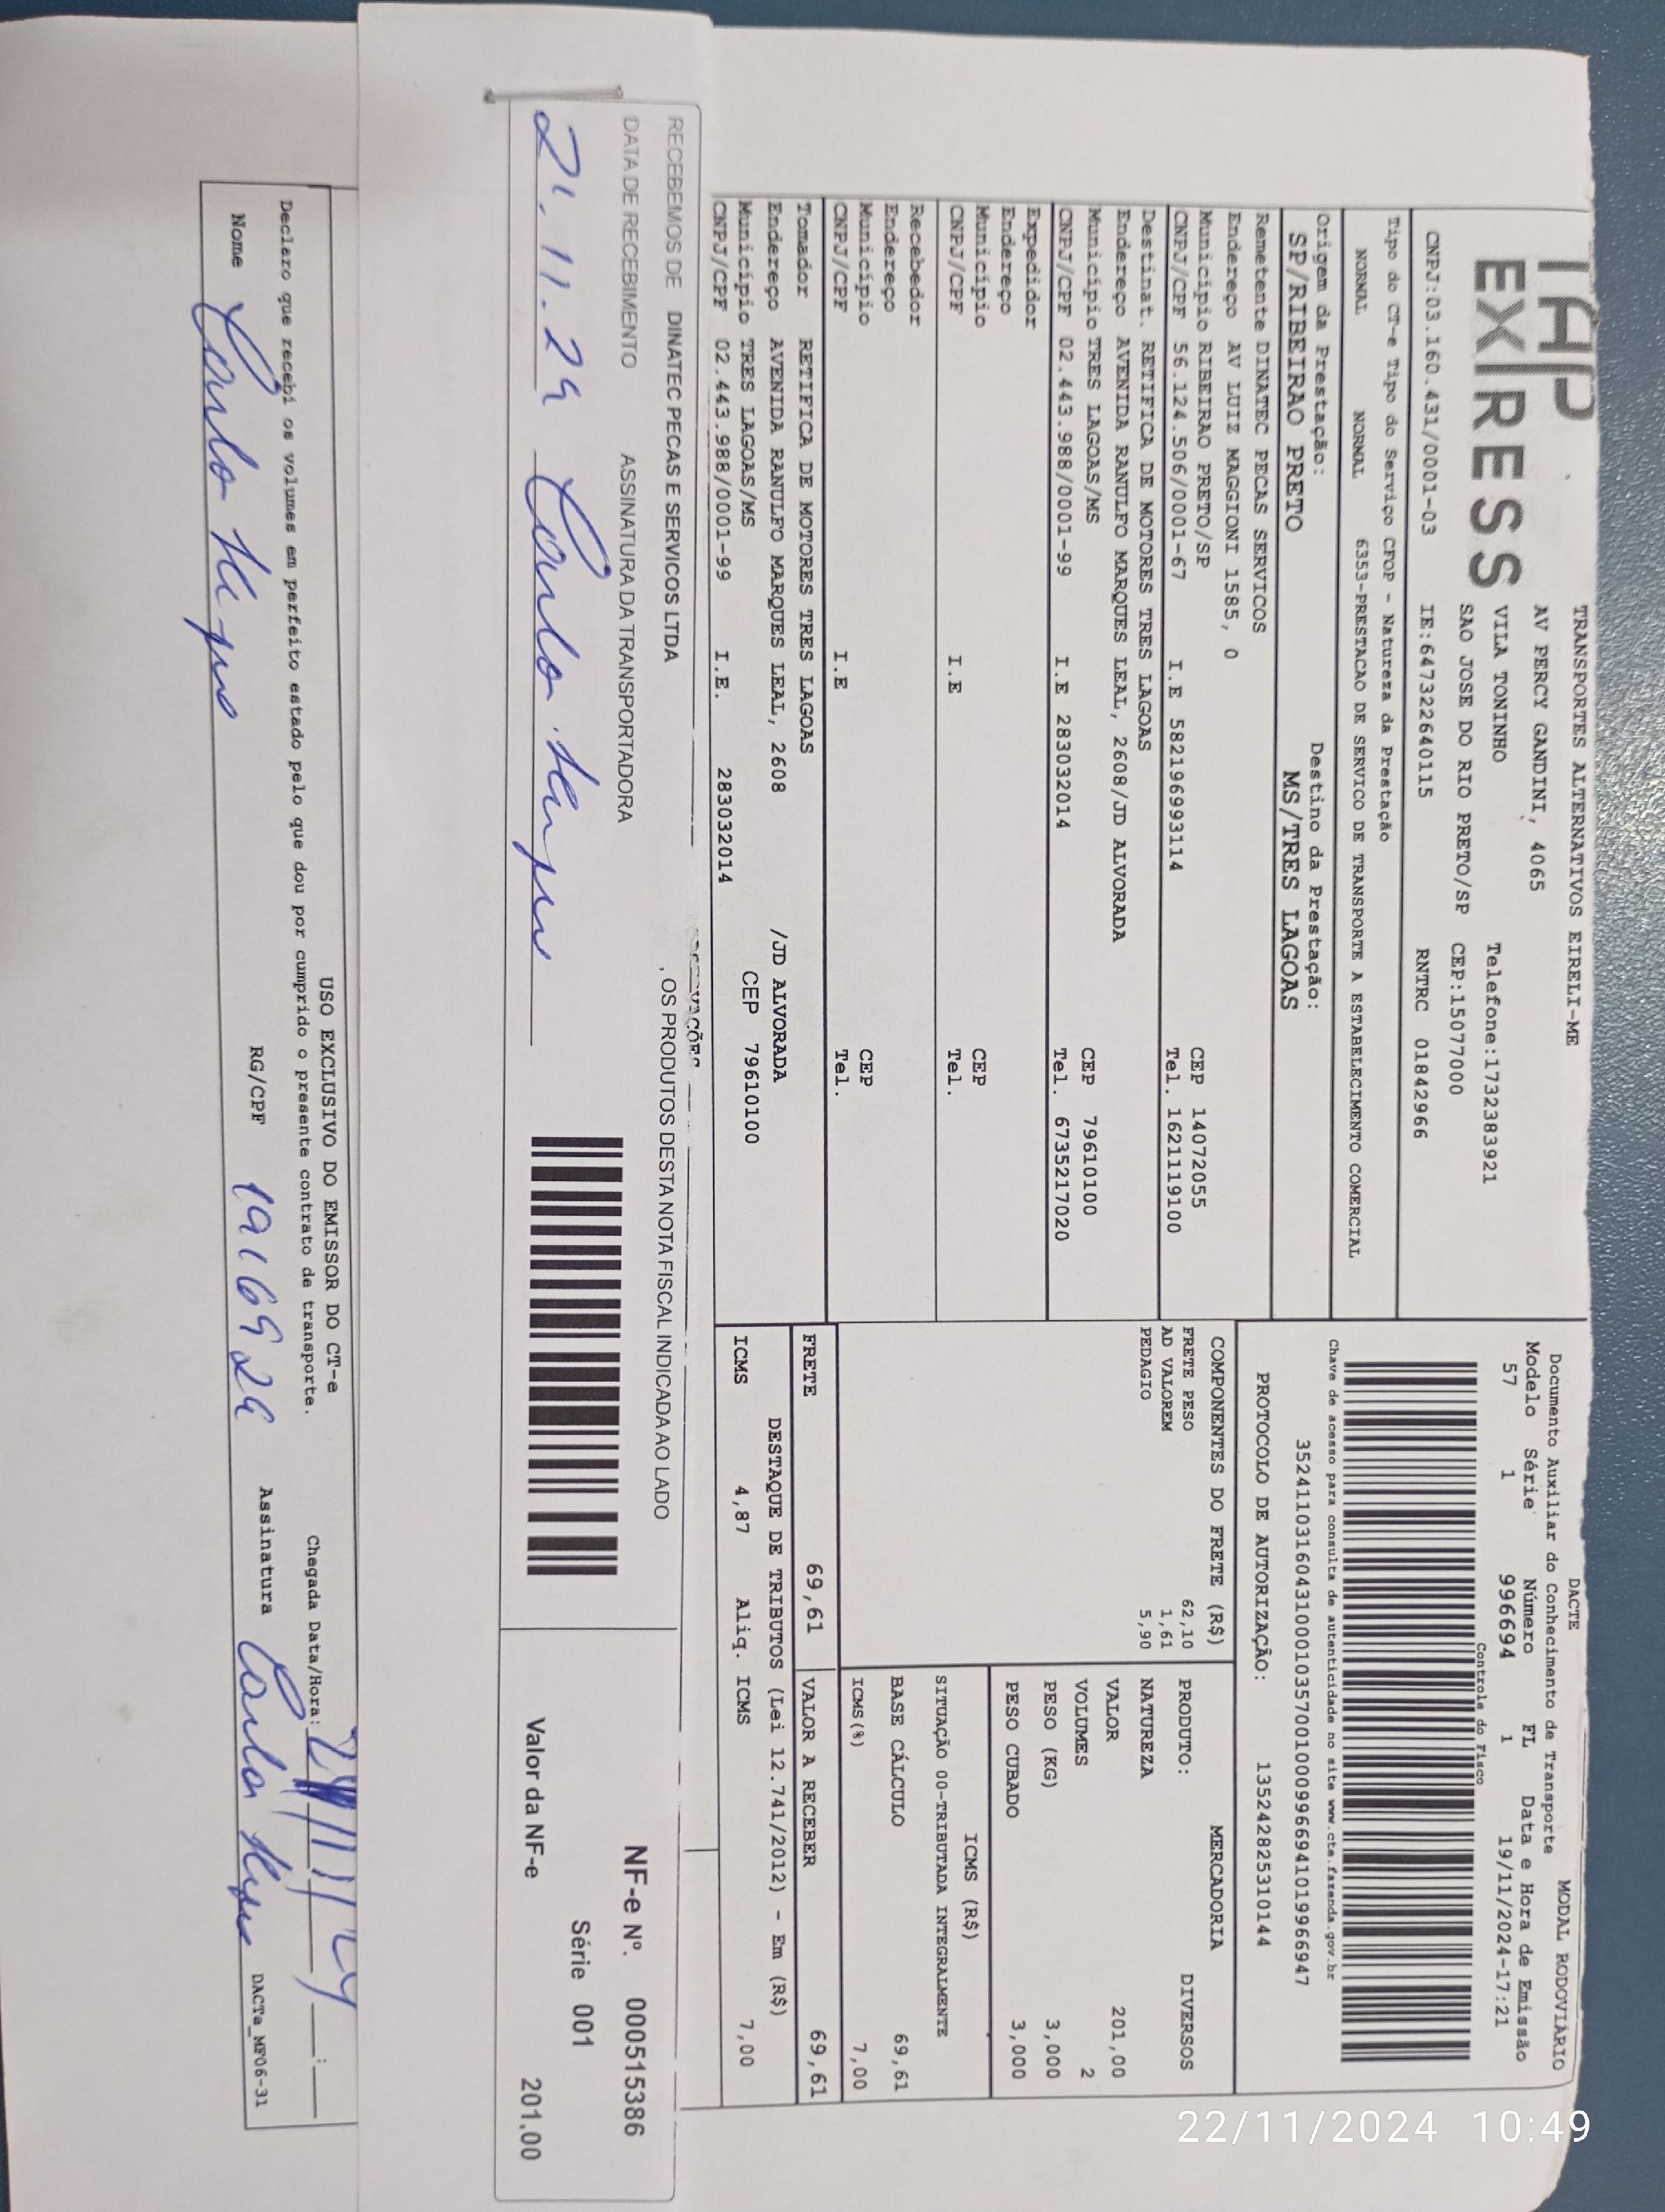 TAP
EXPRESS
TRANSPORTES ALTERNATIVOS EIRELI-ME
AV PERCY GANDINI, 4065
VILA TONINHO Telefone:1732383921
SAO JOSE DO RIO PRETO/SP CEP:15077000
CNPJ:03.160.431/0001-03 IE:647322640115 RNTRC 01842966
Tipo do CT-e Tipo do Serviço CFOP - Natureza da Prestação
NORMAL NORMAL 6353-PRESTACAO DE SERVICO DE TRANSPORTE A ESTABELECIMENTO COMERCIAL
Origem da Prestação: Destino da Prestação:
SP/RIBEIRAO PRETO MS/TRES LAGOAS
DACTE MODAL RODOVIÁRIO
Documento Auxiliar do Conhecimento de Transporte
Modelo Série Número FL Data e Hora de Emissão
57 1 996694 1 19/11/2024-17:21
Controle do Fisco
Chave de acesso para consulta de autenticidade no site www.cte.fazenda.gov.br
35241103160431000103570010009966941019966947
PROTOCOLO DE AUTORIZAÇÃO: 135242825310144
Remetente DINATEC PECAS SERVICOS
Endereço AV LUIZ MAGGIONI 1585, 0
Município RIBEIRAO PRETO/SP CEP 14072055
CNPJ/CPF 56.124.506/0001-67 I.E 582196993114 Tel. 1621119100
Destinat. RETIFICA DE MOTORES TRES LAGOAS
Endereço AVENIDA RANULFO MARQUES LEAL, 2608/JD ALVORADA
Município TRES LAGOAS/MS CEP 79610100
CNPJ/CPF 02.443.988/0001-99 I.E 283032014 Tel. 6735217020
Expedidor
Endereço
Município CEP
CNPJ/CPF I.E Tel.
Recebedor
Endereço
Município CEP
CNPJ/CPF I.E Tel.
Tomador RETIFICA DE MOTORES TRES LAGOAS
Endereço AVENIDA RANULFO MARQUES LEAL, 2608 /JD ALVORADA
Município TRES LAGOAS/MS CEP 79610100
CNPJ/CPF 02.443.988/0001-99 I.E. 283032014
COMPONENTES DO FRETE (R$)
FRETE PESO 62,10
AD VALOREM 1,61
PEDAGIO 5,90
MERCADORIA
PRODUTO: DIVERSOS
NATUREZA
VALOR 201,00
VOLUMES 2
PESO (KG) 3,000
PESO CUBADO 3,000
ICMS (R$)
SITUAÇÃO 00-TRIBUTADA INTEGRALMENTE
BASE CÁLCULO 69,61
ICMS(%) 7,00
FRETE 69,61 VALOR A RECEBER 69,61
DESTAQUE DE TRIBUTOS (Lei 12.741/2012) - Em (R$)
ICMS 4,87 Aliq. ICMS 7,00
RECEBEMOS DE DINATEC PECAS E SERVICOS LTDA , OS PRODUTOS DESTA NOTA FISCAL INDICADA AO LADO
DATA DE RECEBIMENTO ASSINATURA DA TRANSPORTADORA
21.11.24
NF-e Nº. 000515386
Série 001
Valor da NF-e 201.00
USO EXCLUSIVO DO EMISSOR DO CT-e
Declaro que recebi os volumes em perfeito estado pelo que dou por cumprido o presente contrato de transporte.
Chegada Data/Hora:
Nome RG/CPF Assinatura
DACTe_MF06-31
22/11/2024 10:49